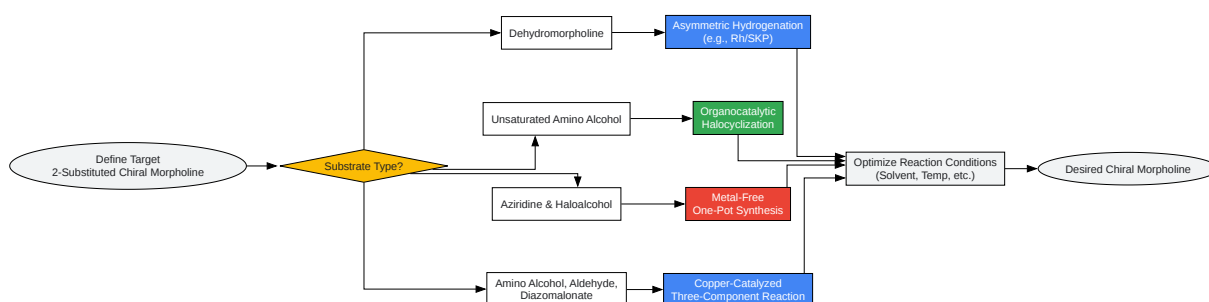 Define Target
2-Substituted Chiral Morpholine
Substrate Type?
Dehydromorpholine
Asymmetric Hydrogenation
(e.g., Rh/SKP)
Unsaturated Amino Alcohol
Organocatalytic
Halocyclization
Aziridine & Haloalcohol
Metal-Free
One-Pot Synthesis
Amino Alcohol, Aldehyde,
Diazomalonate
Copper-Catalyzed
Three-Component Reaction
Optimize Reaction Conditions
(Solvent, Temp, etc.)
Desired Chiral Morpholine